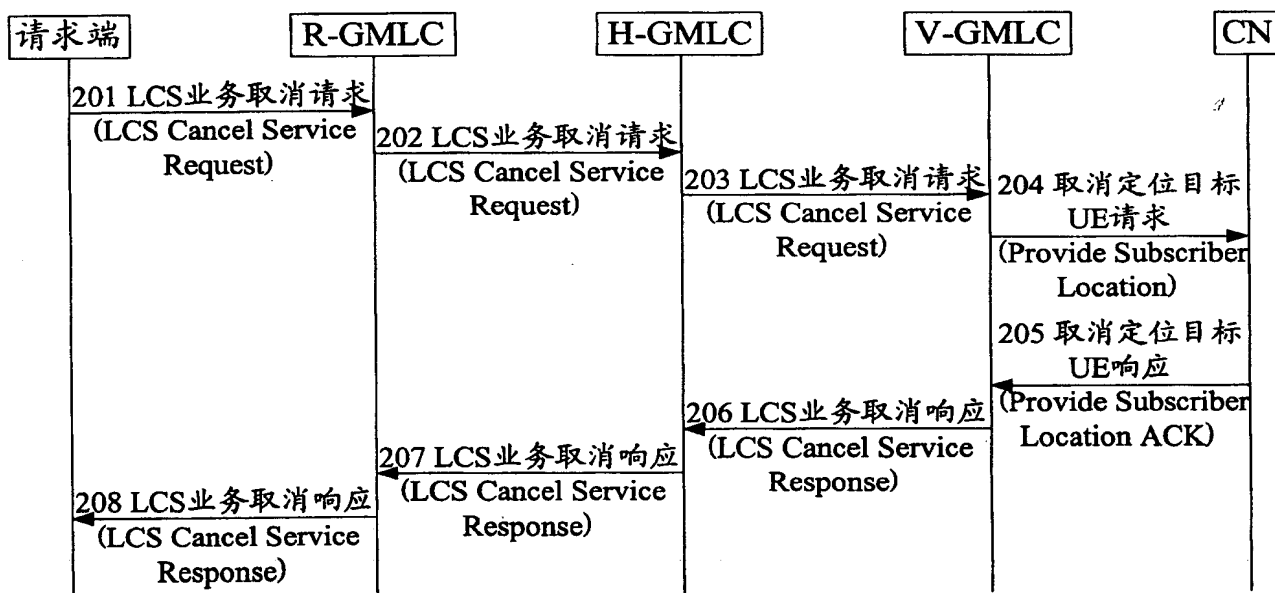 请求端
R-GMLC
H-GMLC
V-GMLC
CN
201 LCS业务取消请求
(LCS Cancel Service
Request)
202 LCS业务取消请求
(LCS Cancel Service
Request)
203 LCS业务取消请求
(LCS Cancel Service
Request)
204 取消定位目标
UE请求
(Provide Subscriber
Location)
205 取消定位目标
UE响应
(Provide Subscriber
Location ACK)
206 LCS业务取消响应
(LCS Cancel Service
Response)
207 LCS业务取消响应
(LCS Cancel Service
Response)
208 LCS业务取消响应
(LCS Cancel Service
Response)